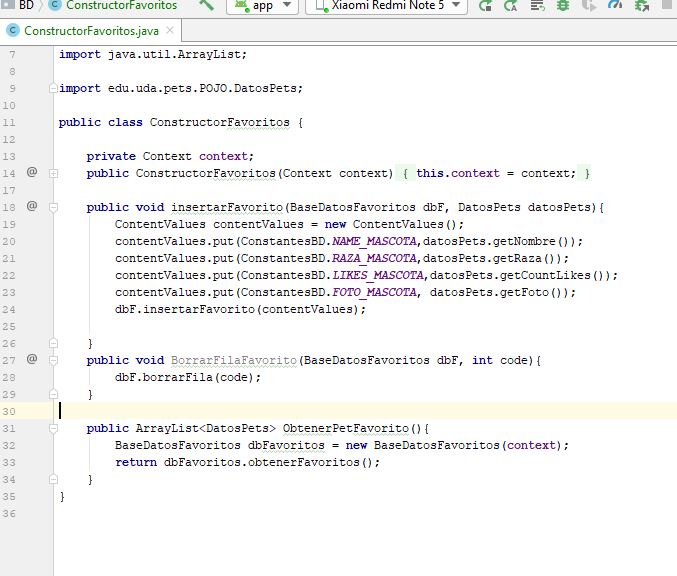 BD ConstructorFavoritos app Xiaomi Redmi Note 5
ConstructorFavoritos.java
7 import java.util.ArrayList;
8
9 import edu.uda.pets.POJO.DatosPets;
10
11 public class ConstructorFavoritos {
12
13 private Context context;
14 @ public ConstructorFavoritos(Context context) { this.context = context; }
17
18 @ public void insertarFavorito(BaseDatosFavoritos dbF, DatosPets datosPets){
19 ContentValues contentValues = new ContentValues();
20 contentValues.put(ConstantesBD.NAME_MASCOTA,datosPets.getNombre());
21 contentValues.put(ConstantesBD.RAZA_MASCOTA,datosPets.getRaza());
22 contentValues.put(ConstantesBD.LIKES_MASCOTA,datosPets.getCountLikes());
23 contentValues.put(ConstantesBD.FOTO_MASCOTA, datosPets.getFoto());
24 dbF.insertarFavorito(contentValues);
25
26 }
27 @ public void BorrarFilaFavorito(BaseDatosFavoritos dbF, int code){
28 dbF.borrarFila(code);
29 }
30
31 public ArrayList<DatosPets> ObtenerPetFavorito(){
32 BaseDatosFavoritos dbFavoritos = new BaseDatosFavoritos(context);
33 return dbFavoritos.obtenerFavoritos();
34 }
35 }
36